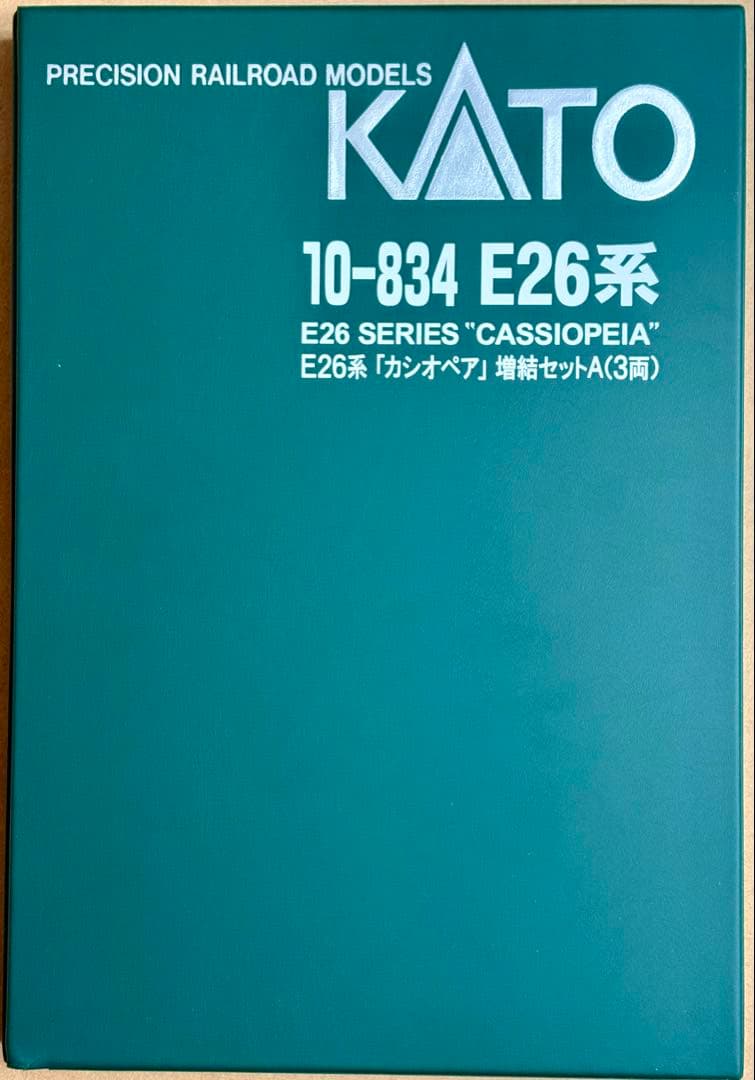 PRECISION RAILROAD MODELS
KATO
10-834 E26系
E26 SERIES "CASSIOPEIA"
E26系「カシオペア」増結セットA(3両)